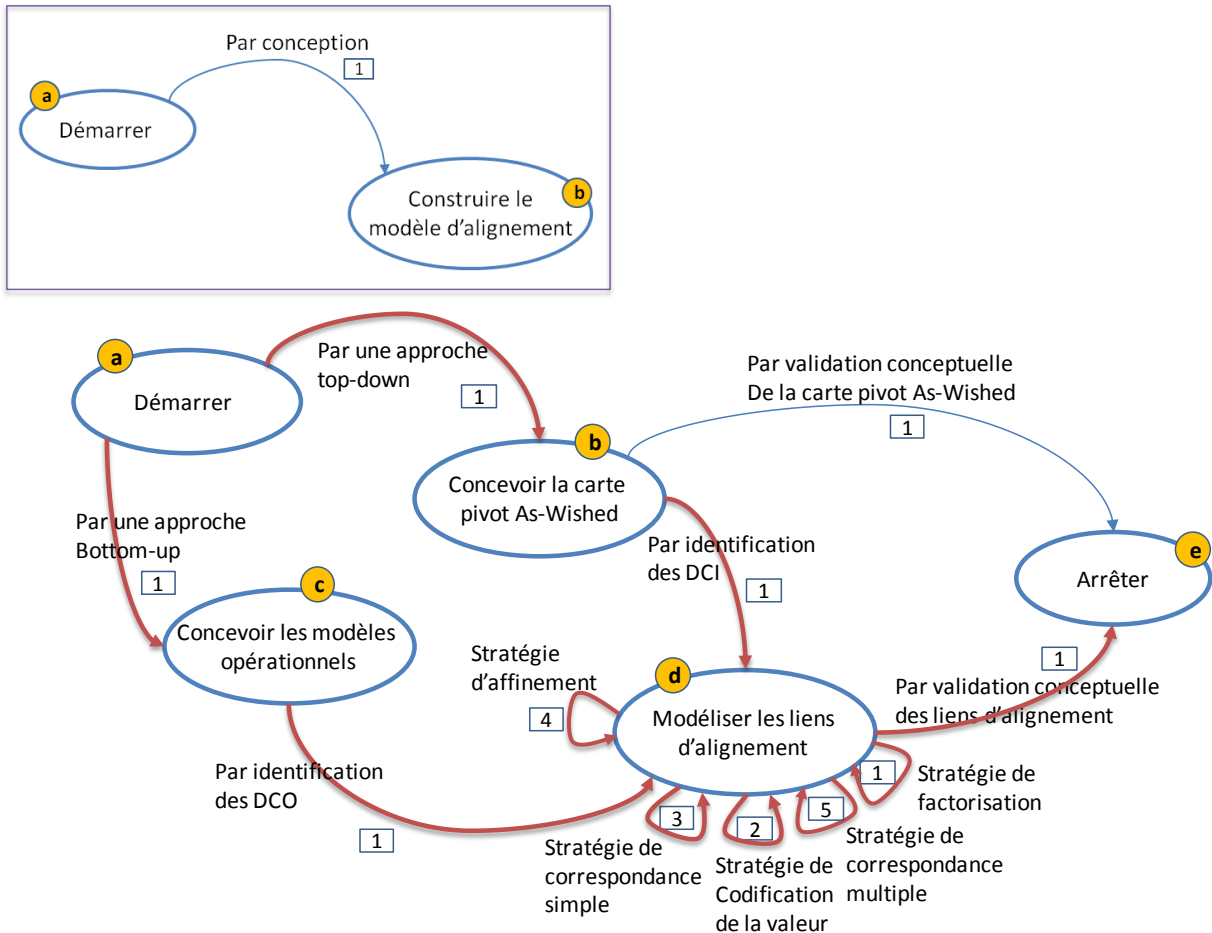 Par conception
1
a
Démarrer
b
Construire le
modèle d'alignement
a
Démarrer
Par une approche
top-down
1
Par validation conceptuelle
De la carte pivot As-Wished
1
b
Concevoir la carte
pivot As-Wished
Par une approche
Bottom-up
1
Par identification
des DCI
1
e
Arrêter
c
Concevoir les modèles
opérationnels
Stratégie
d'affinement
4
d
Modéliser les liens
d'alignement
1
Par validation conceptuelle
des liens d'alignement
Par identification
des DCO
1
1
Stratégie de
factorisation
3
2
5
Stratégie de
correspondance
simple
Stratégie de
Codification
de la valeur
Stratégie de
correspondance
multiple